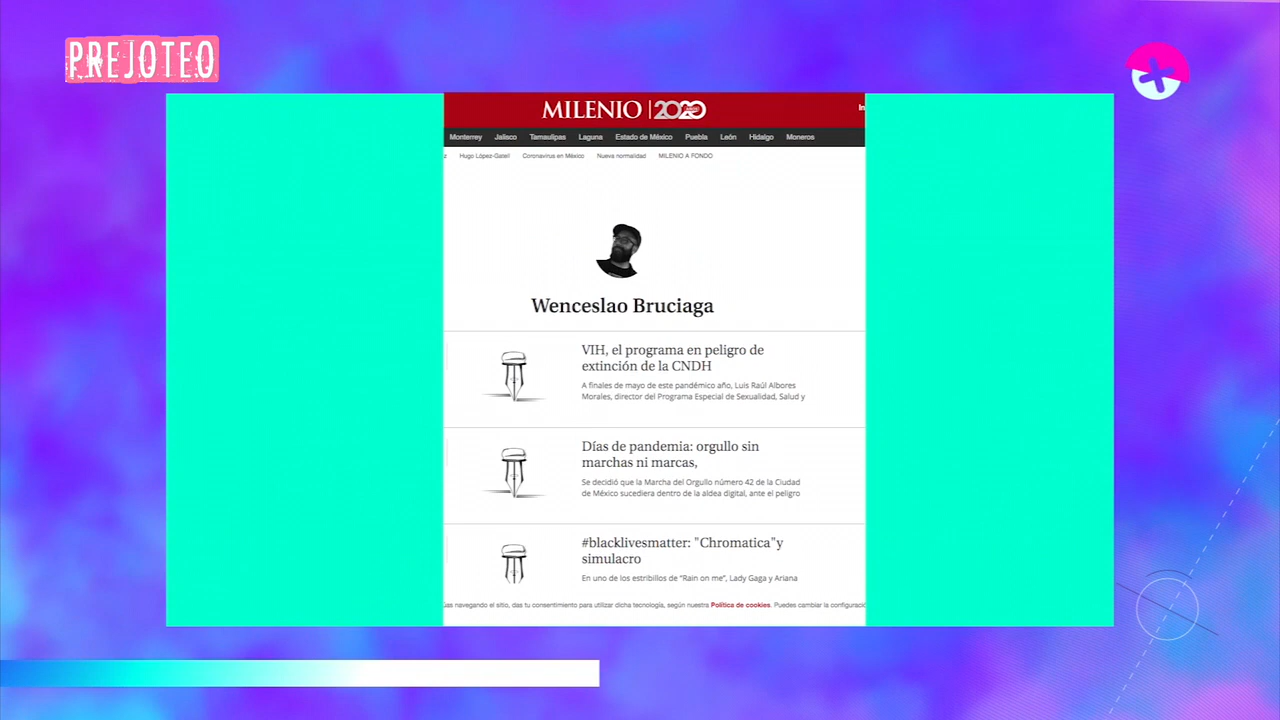 PREJOTEO
MILENIO | 2020
In
Monterrey Jalisco Tamaulipas Laguna Estado de México Puebla León Hidalgo Moneros
Hugo López-Gatell Coronavirus en México Nueva normalidad MILENIO A FONDO
Wenceslao Bruciaga
VIH, el programa en peligro de
extinción de la CNDH
A finales de mayo de este pandémico año, Luis Raúl Albores
Morales, director del Programa Especial de Sexualidad, Salud y
Días de pandemia: orgullo sin
marchas ni marcas,
Se decidió que la Marcha del Orgullo número 42 de la Ciudad
de México sucediera dentro de la aldea digital, ante el peligro
#blacklivesmatter: "Chromatica"y
simulacro
En uno de los estribillos de "Rain on me", Lady Gaga y Ariana
uas navegando el sitio, das tu consentimiento para utilizar dicha tecnología, según nuestra Política de cookies. Puedes cambiar la configuració